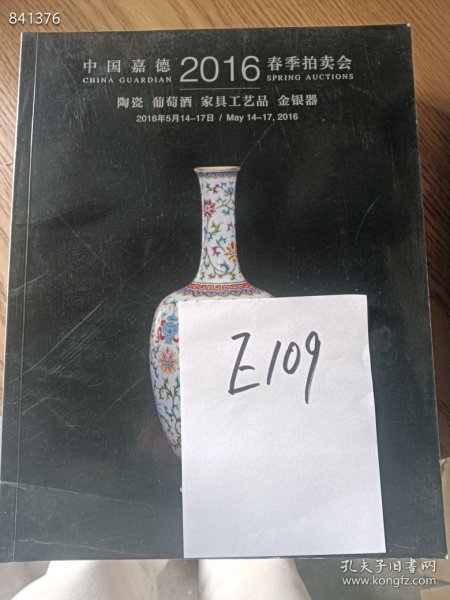 841376
中国嘉德 2016 春季拍卖会
CHINA GUARDIAN SPRING AUCTIONS
陶瓷 葡萄酒 家具工艺品 金银器
2016年5月14-17日 / May 14-17, 2016
E109
孔夫子旧书网
www.kongfz.com